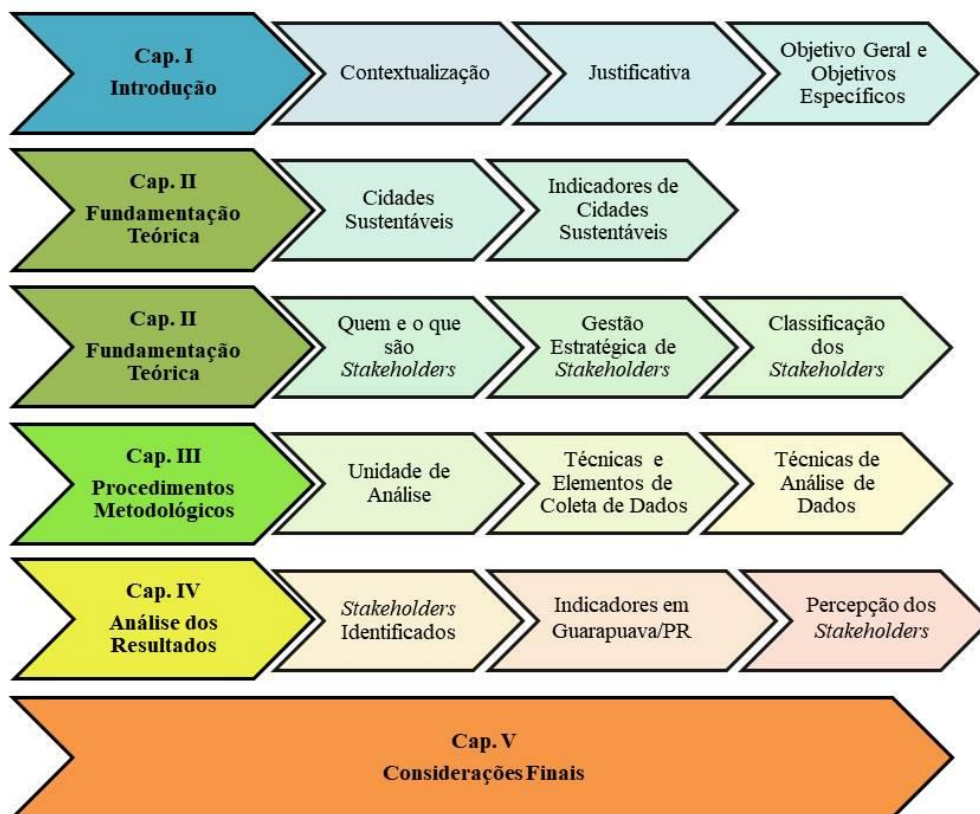 Cap. I
Introdução
Contextualização
Justificativa
Objetivo Geral e
Objetivos
Específicos
Cap. II
Fundamentação
Teórica
Cidades
Sustentáveis
Indicadores de
Cidades
Sustentáveis
Cap. II
Fundamentação
Teórica
Quem e o que
são
Stakeholders
Gestão
Estratégica de
Stakeholders
Classificação
dos
Stakeholders
Cap. III
Procedimentos
Metodológicos
Unidade de
Análise
Técnicas e
Elementos de
Coleta de Dados
Técnicas de
Análise de
Dados
Cap. IV
Análise dos
Resultados
Stakeholders
Identificados
Indicadores em
Guarapuava/PR
Percepção dos
Stakeholders
Cap. V
Considerações Finais